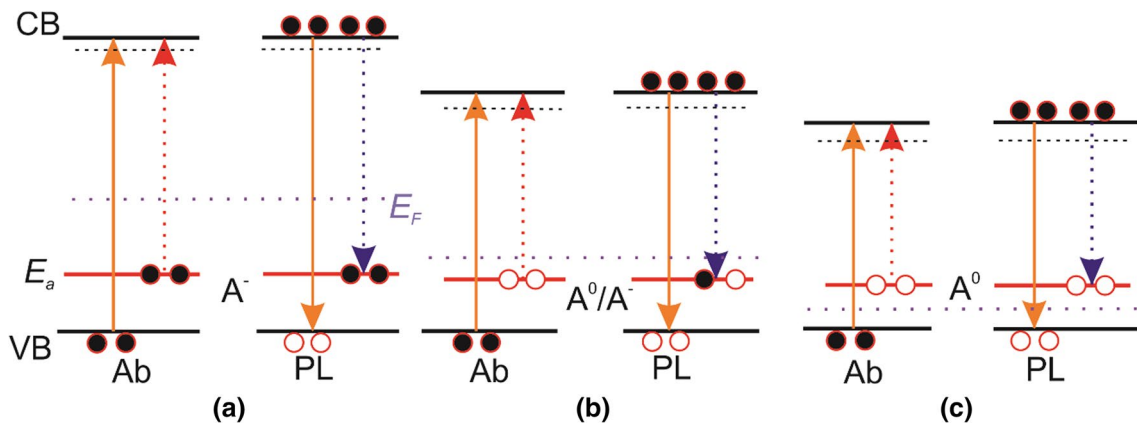 CB
E_F
E_a
A^-
A^0/A^-
A^0
VB
Ab
PL
Ab
PL
Ab
PL
(a)
(b)
(c)